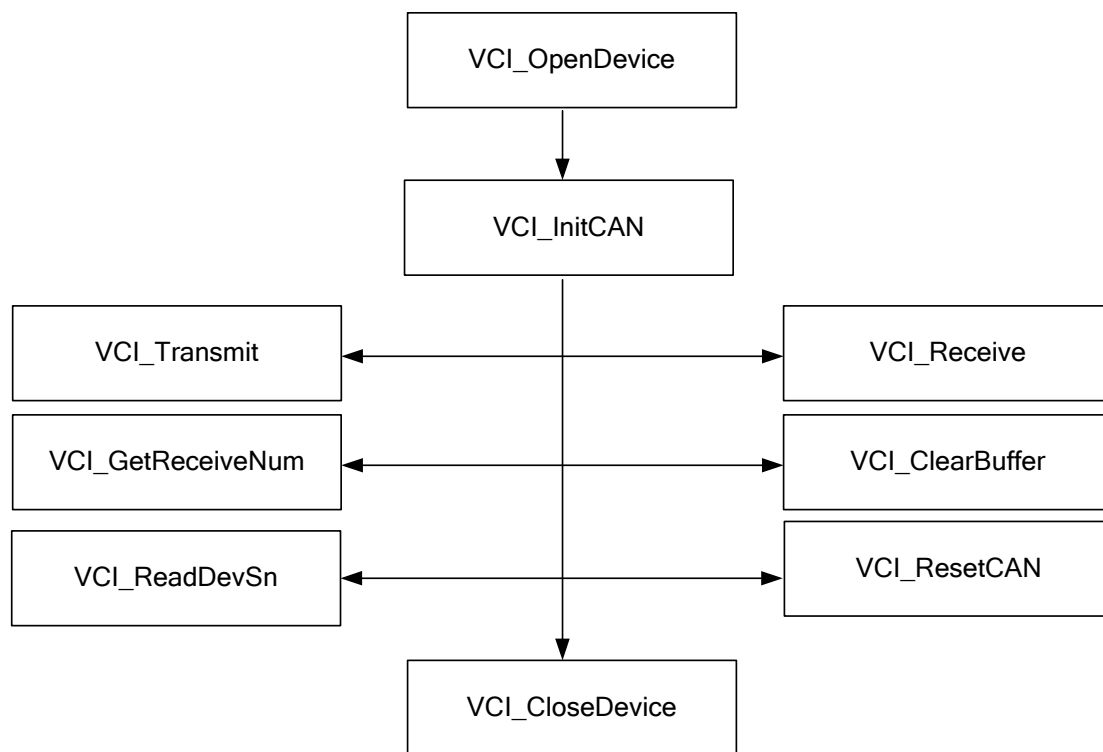 VCI_OpenDevice
VCI_InitCAN
VCI_Transmit
VCI_Receive
VCI_GetReceiveNum
VCI_ClearBuffer
VCI_ReadDevSn
VCI_ResetCAN
VCI_CloseDevice